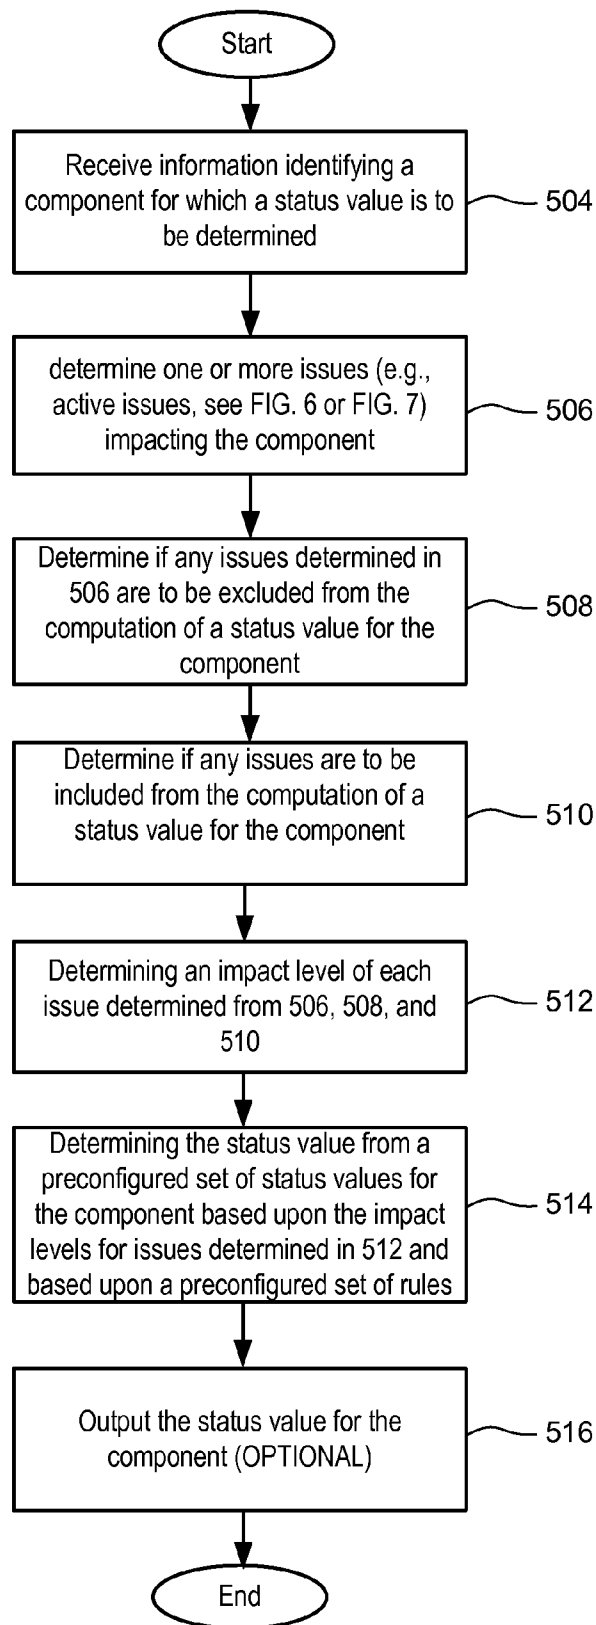 Start
Receive information identifying a
component for which a status value is to
be determined
504
determine one or more issues (e.g.,
active issues, see FIG. 6 or FIG. 7)
impacting the component
506
Determine if any issues determined in
506 are to be excluded from the
computation of a status value for the
component
508
Determine if any issues are to be
included from the computation of a
status value for the component
510
Determining an impact level of each
issue determined from 506, 508, and
510
512
Determining the status value from a
preconfigured set of status values for
the component based upon the impact
levels for issues determined in 512 and
based upon a preconfigured set of rules
514
Output the status value for the
component (OPTIONAL)
516
End